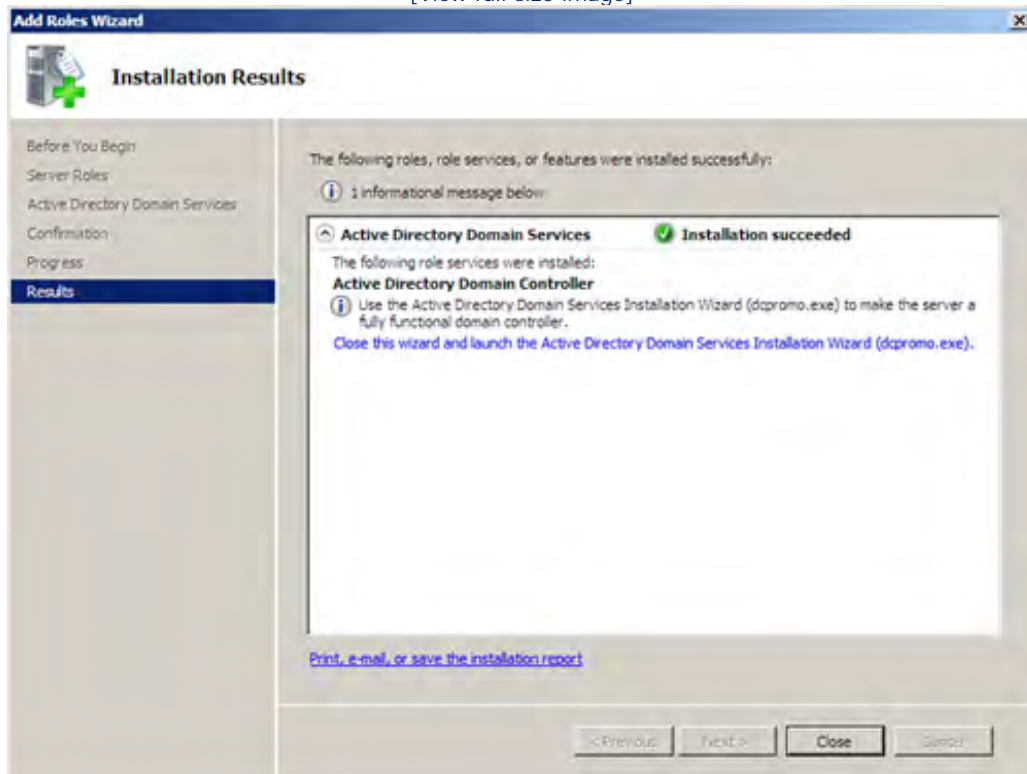 [View full size image]
Add Roles Wizard
Installation Results
Before You Begin
Server Roles
Active Directory Domain Services
Confirmation
Progress
Results
The following roles, role services, or features were installed successfully:
1 informational message below
Active Directory Domain Services Installation succeeded
The following role services were installed:
Active Directory Domain Controller
Use the Active Directory Domain Services Installation Wizard (dcpromo.exe) to make the server a
fully functional domain controller.
Close this wizard and launch the Active Directory Domain Services Installation Wizard (dcpromo.exe).
Print, e-mail, or save the installation report
< Previous Next > Close Cancel